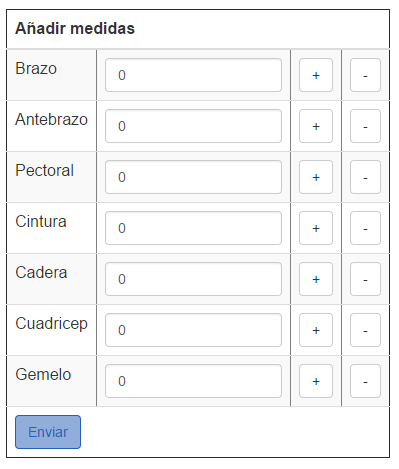 Añadir medidas
Brazo 0 + -
Antebrazo 0 + -
Pectoral 0 + -
Cintura 0 + -
Cadera 0 + -
Cuadricep 0 + -
Gemelo 0 + -
Enviar